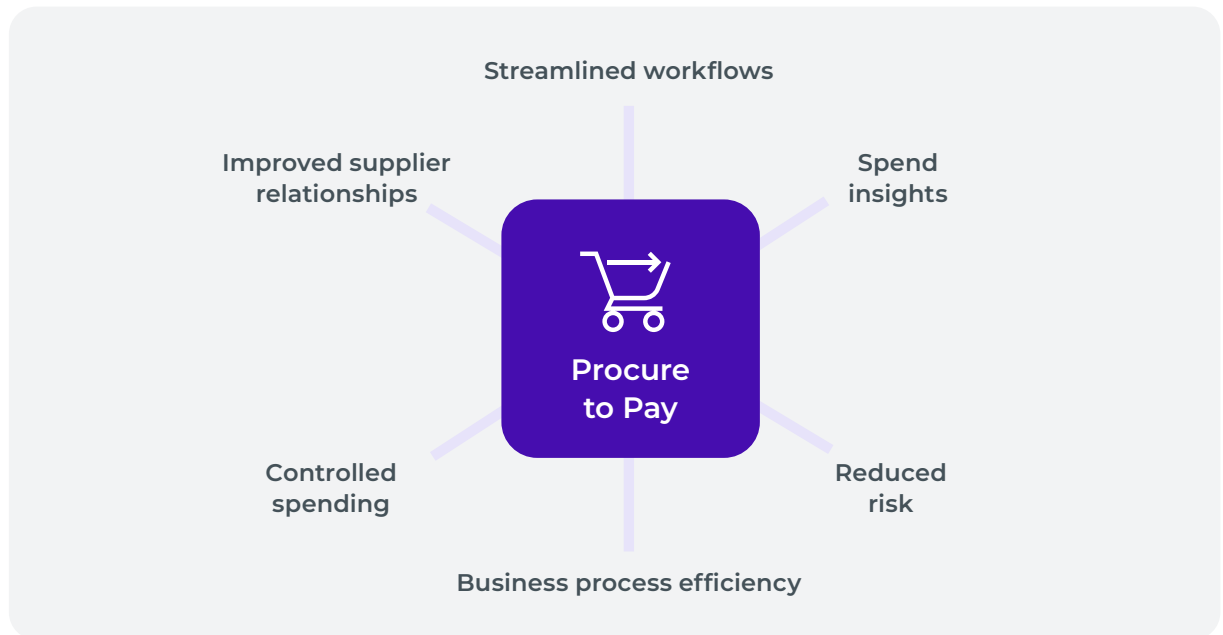 Streamlined workflows
Improved supplier
relationships
Spend
insights
Procure
to Pay
Controlled
spending
Reduced
risk
Business process efficiency